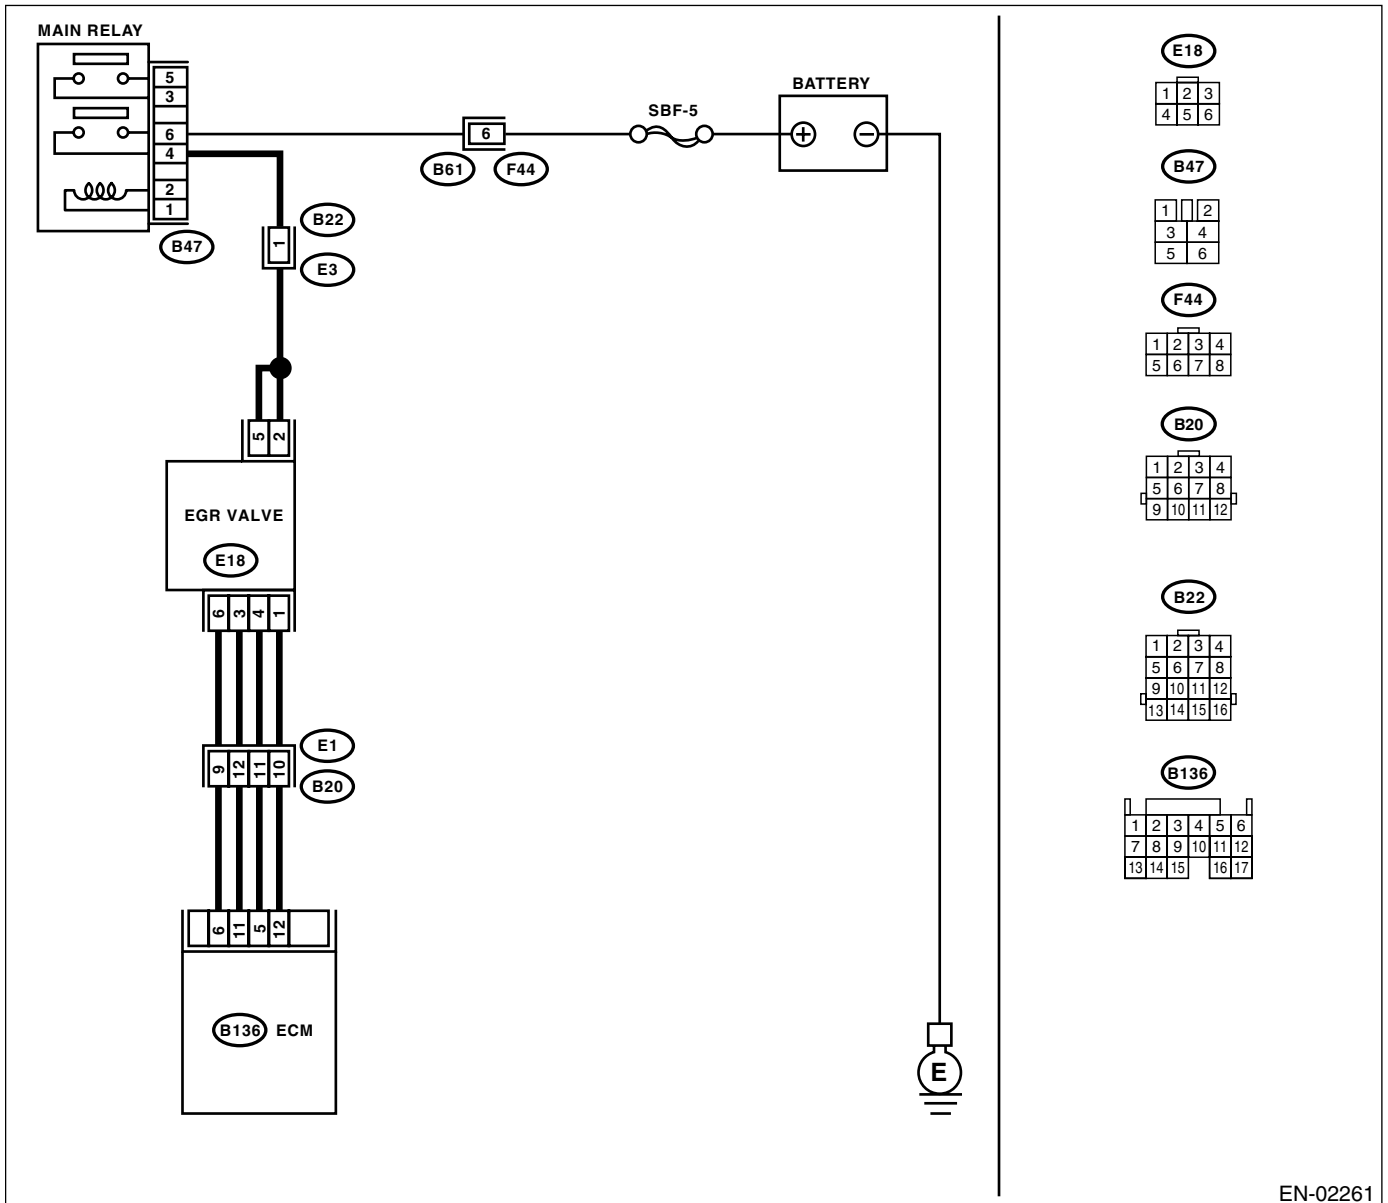 MAIN RELAY
5
3
6
4
2
1
B47
6
B61 F44
SBF-5
BATTERY
+ −
B22
1
E3
5 2
EGR VALVE
E18
6 3 4 1
E1
9 12 11 10
B20
6 11 5 12
B136 ECM
E
E18
1 2 3
4 5 6
B47
1 2
3 4
5 6
F44
1 2 3 4
5 6 7 8
B20
1 2 3 4
5 6 7 8
9 10 11 12
B22
1 2 3 4
5 6 7 8
9 10 11 12
13 14 15 16
B136
1 2 3 4 5 6
7 8 9 10 11 12
13 14 15 16 17
EN-02261